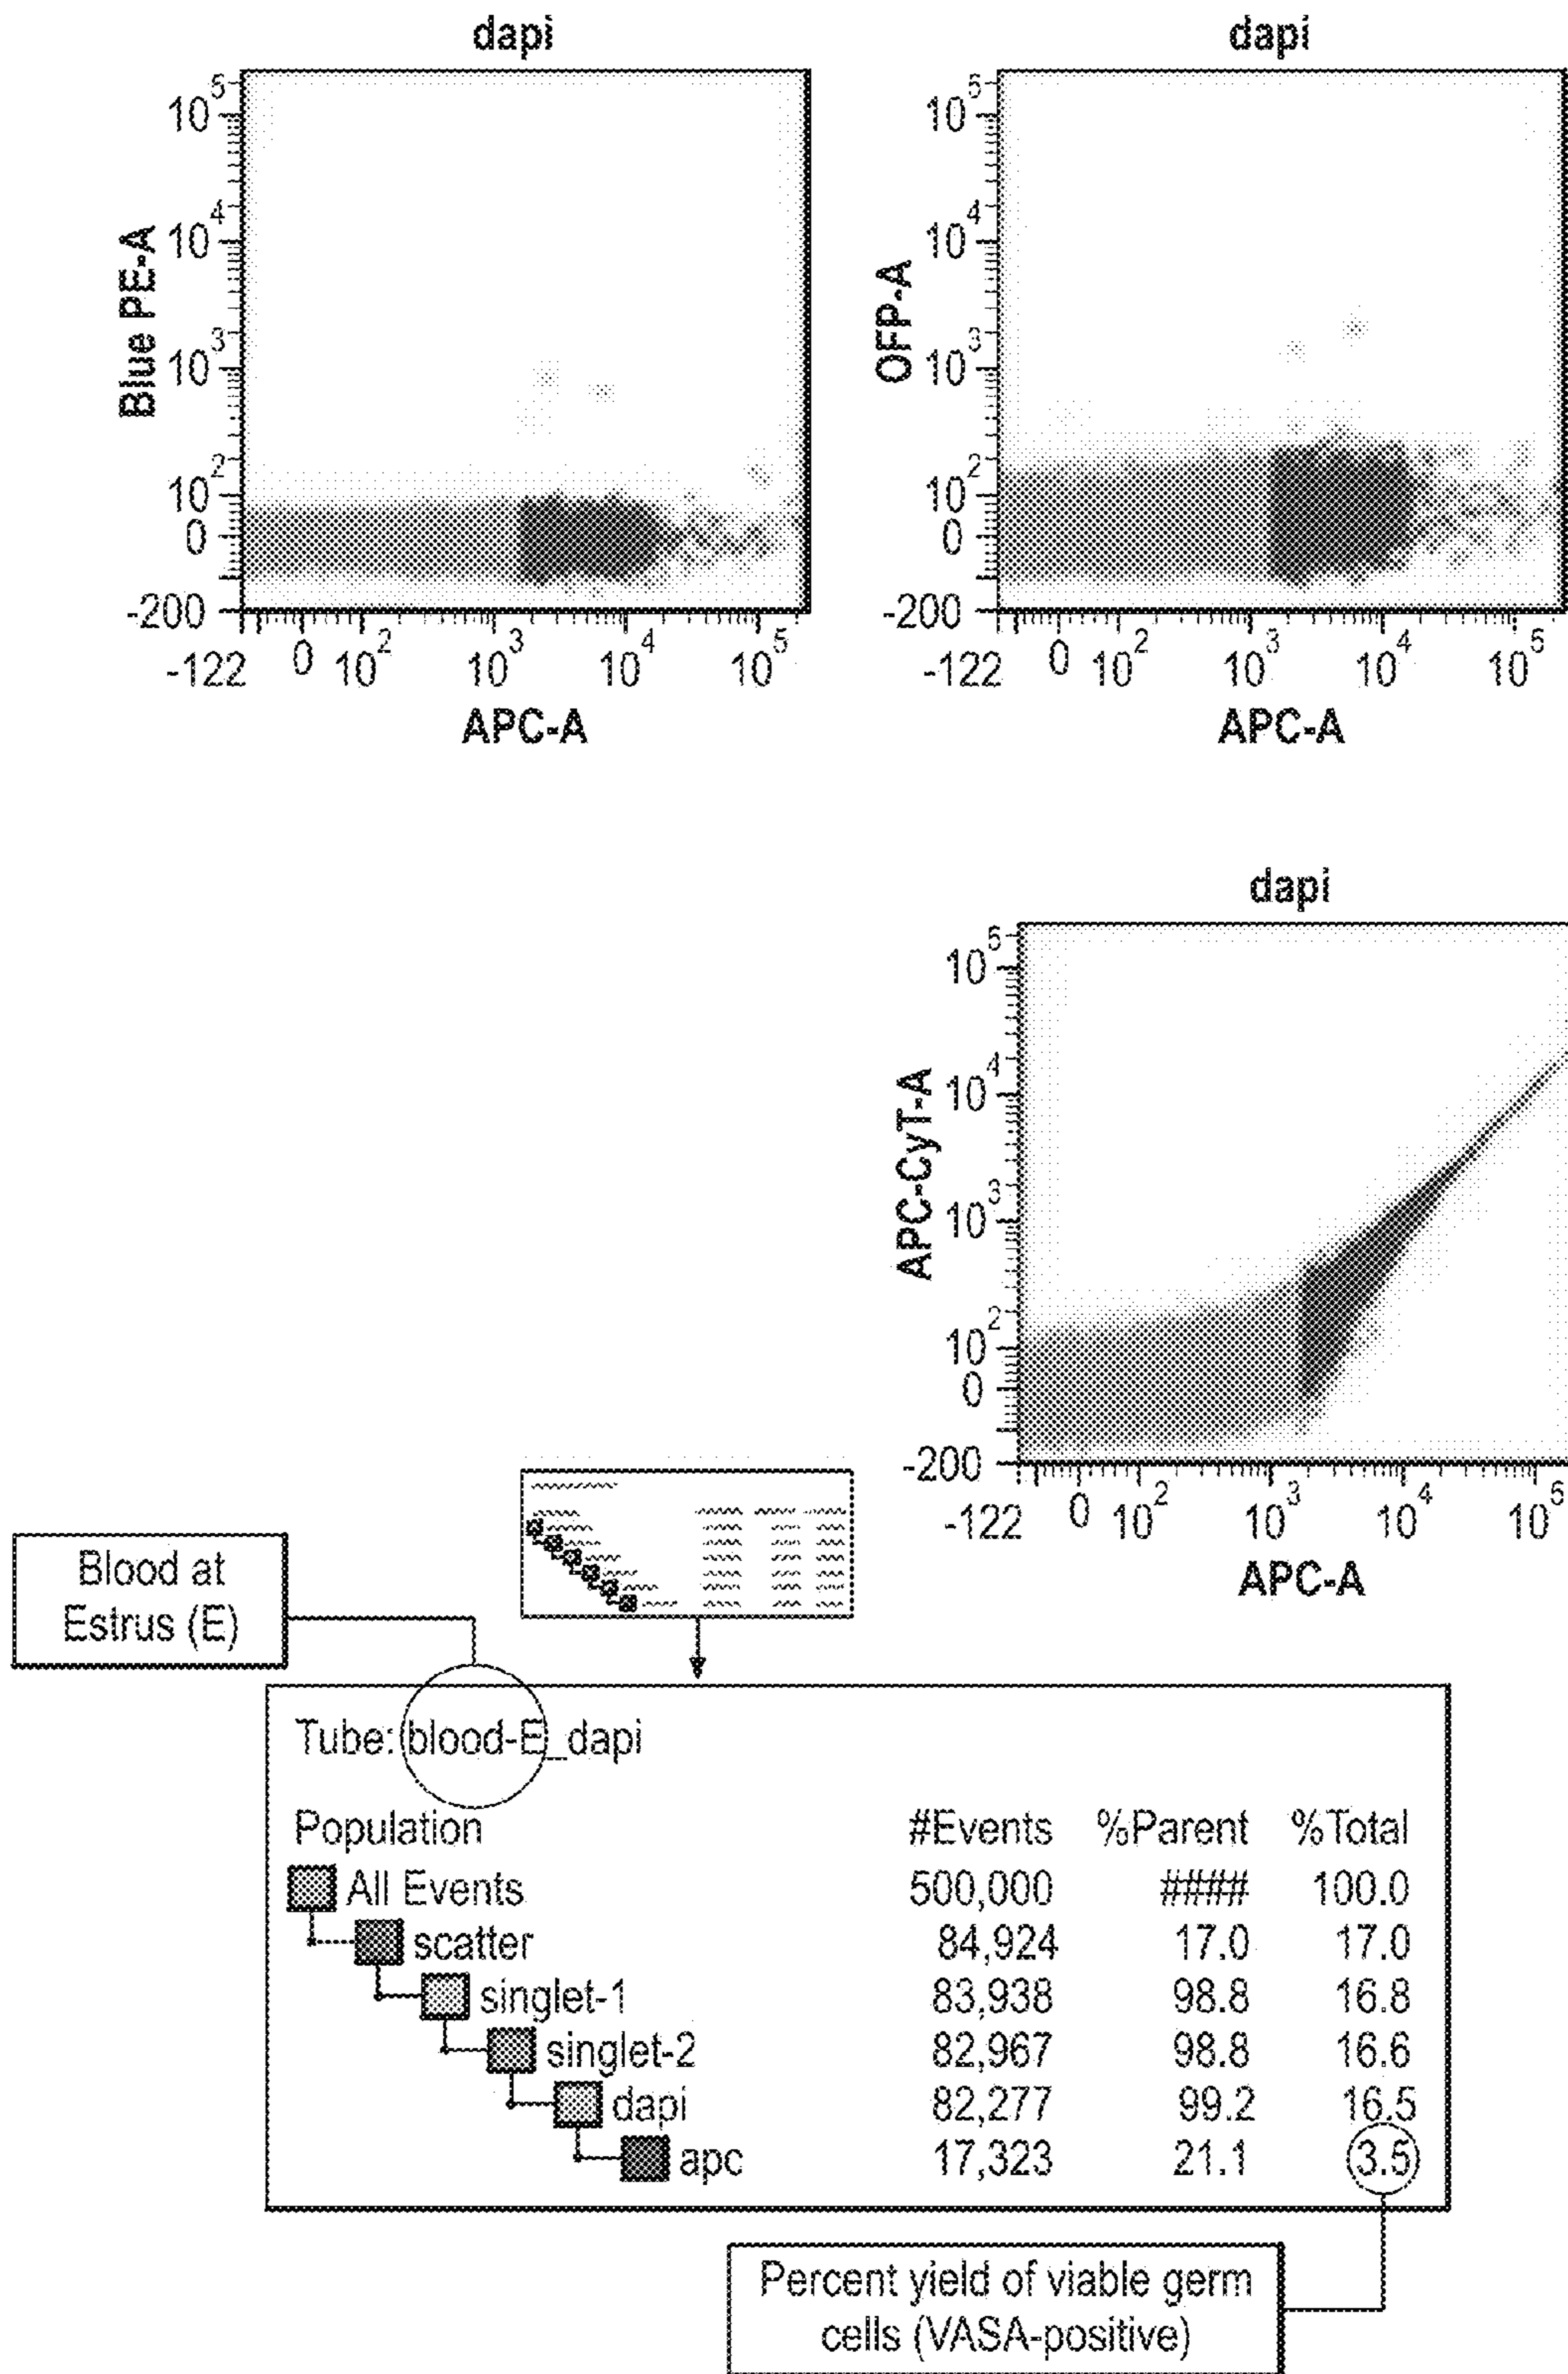 dapi
10^5
10^4
10^3
10^2
0
-200
Blue PE-A
-122 0 10^2 10^3 10^4 10^5
APC-A
dapi
10^5
10^4
10^3
10^2
0
-200
OFP-A
-122 0 10^2 10^3 10^4 10^5
APC-A
dapi
10^5
10^4
10^3
10^2
0
-200
APC-CyT-A
-122 0 10^2 10^3 10^4 10^5
APC-A
Blood at
Estrus (E)
Tube: blood-E_dapi
Population #Events %Parent %Total
All Events 500,000 #### 100.0
scatter 84,924 17.0 17.0
singlet-1 83,938 98.8 16.8
singlet-2 82,967 98.8 16.6
dapi 82,277 99.2 16.5
apc 17,323 21.1 3.5
Percent yield of viable germ
cells (VASA-positive)